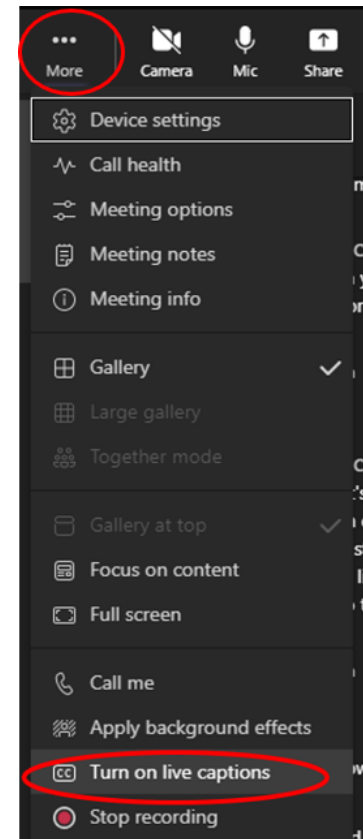 More Camera Mic Share
Device settings
Call health
Meeting options
Meeting notes
Meeting info
Gallery
Large gallery
Together mode
Gallery at top
Focus on content
Full screen
Call me
Apply background effects
CC Turn on live captions
Stop recording